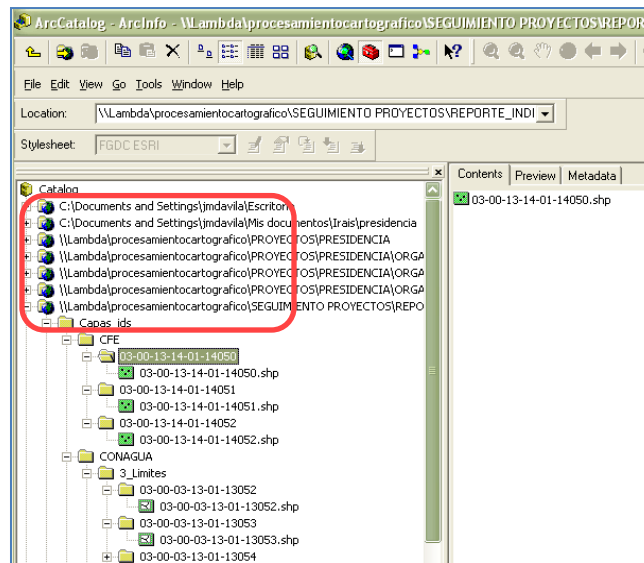 ArcCatalog - ArcInfo - \\Lambda\procesamientocartografico\SEGUIMIENTO PROYECTOS\REPOR
File Edit View Go Tools Window Help
Location: \\Lambda\procesamientocartografico\SEGUIMIENTO PROYECTOS\REPORTE_INDI
Stylesheet: FGDC ESRI
Contents Preview Metadata
03-00-13-14-01-14050.shp
Catalog
C:\Documents and Settings\jmdavila\Escritorio
C:\Documents and Settings\jmdavila\Mis documentos\Irais\presidencia
\\Lambda\procesamientocartografico\PROYECTOS\PRESIDENCIA
\\Lambda\procesamientocartografico\PROYECTOS\PRESIDENCIA\ORGA
\\Lambda\procesamientocartografico\PROYECTOS\PRESIDENCIA\ORGA
\\Lambda\procesamientocartografico\PROYECTOS\PRESIDENCIA\ORGA
\\Lambda\procesamientocartografico\SEGUIMIENTO PROYECTOS\REPO
Capas_ids
CFE
03-00-13-14-01-14050
03-00-13-14-01-14050.shp
03-00-13-14-01-14051
03-00-13-14-01-14051.shp
03-00-13-14-01-14052
03-00-13-14-01-14052.shp
CONAGUA
3_Limites
03-00-03-13-01-13052
03-00-03-13-01-13052.shp
03-00-03-13-01-13053
03-00-03-13-01-13053.shp
03-00-03-13-01-13054